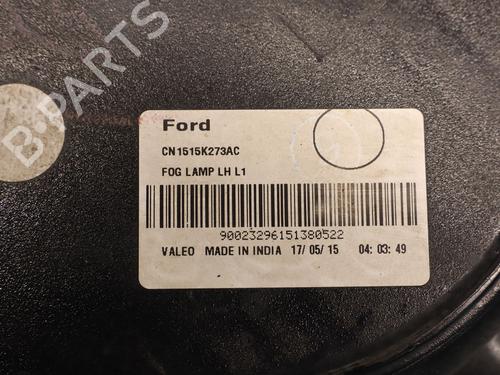 B-PARTS
Ford
CN1515K273AC
FOG LAMP LH L1
90023296151380522
VALEO MADE IN INDIA 17/ 05/ 15 04: 03: 49